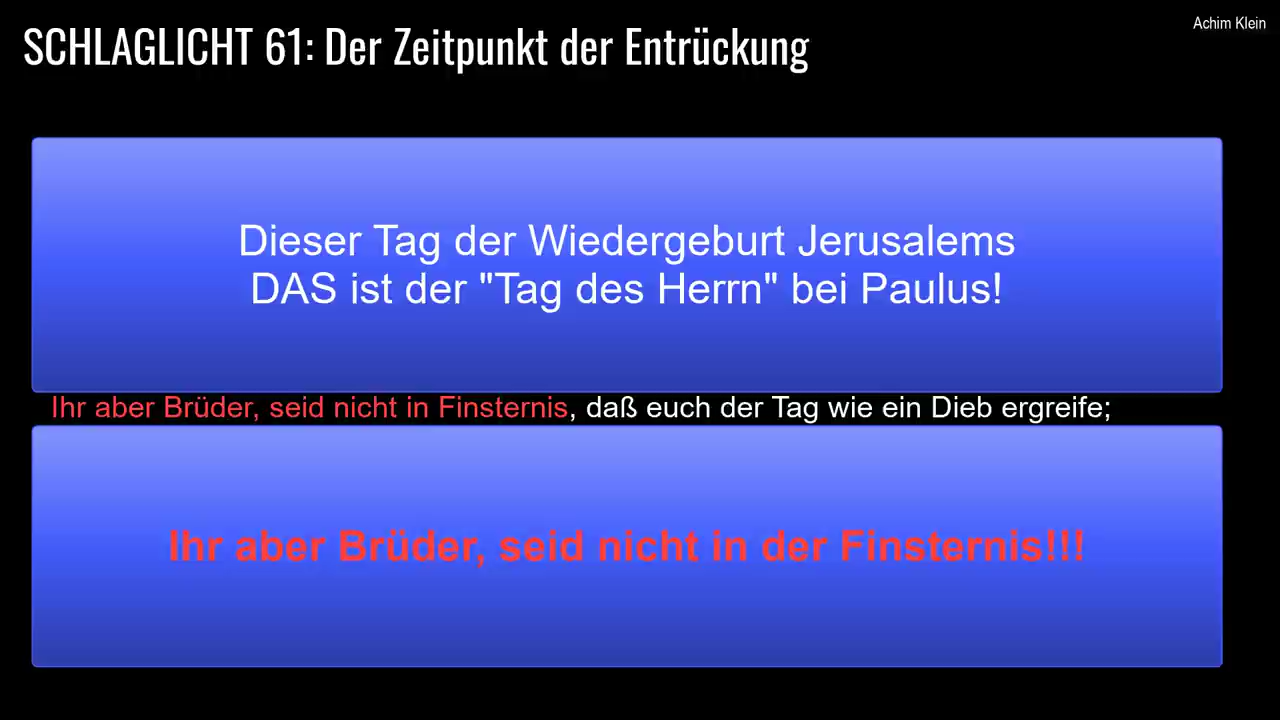 SCHLAGLICHT 61: Der Zeitpunkt der Entrückung
Achim Klein
Dieser Tag der Wiedergeburt Jerusalems
DAS ist der "Tag des Herrn" bei Paulus!
Ihr aber Brüder, seid nicht in Finsternis, daß euch der Tag wie ein Dieb ergreife;
Ihr aber Brüder, seid nicht in der Finsternis!!!